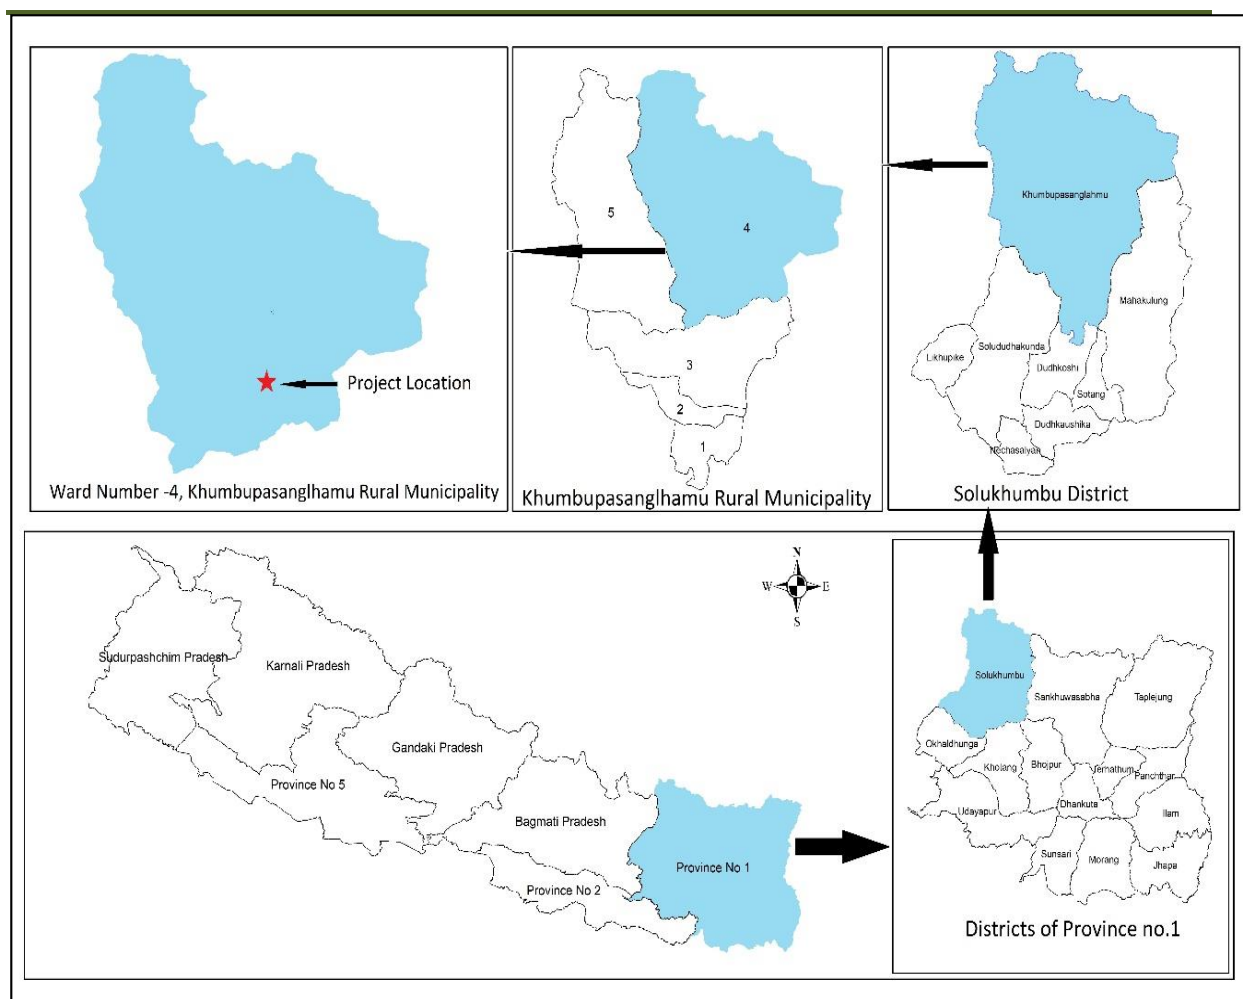 Project Location
Ward Number -4, Khumbupasanglhamu Rural Municipality
5
4
3
2
1
Khumbupasanglhamu Rural Municipality
Khumbupasanglahmu
Mahakulung
Solududhakunda
Likhupike
Dudhkoshi
Sotang
Dudhkaushika
Nechasalyan
Solukhumbu District
N
W E
S
Sudurpashchim Pradesh
Karnali Pradesh
Gandaki Pradesh
Province No 5
Bagmati Pradesh
Province No 1
Province No 2
Solukhumbu
Sankhuwasabha
Taplejung
Okhaldhunga
Khotang
Bhojpur
Terhathum
Panchthar
Udayapur
Dhankuta
Ilam
Sunsari
Morang
Jhapa
Districts of Province no.1